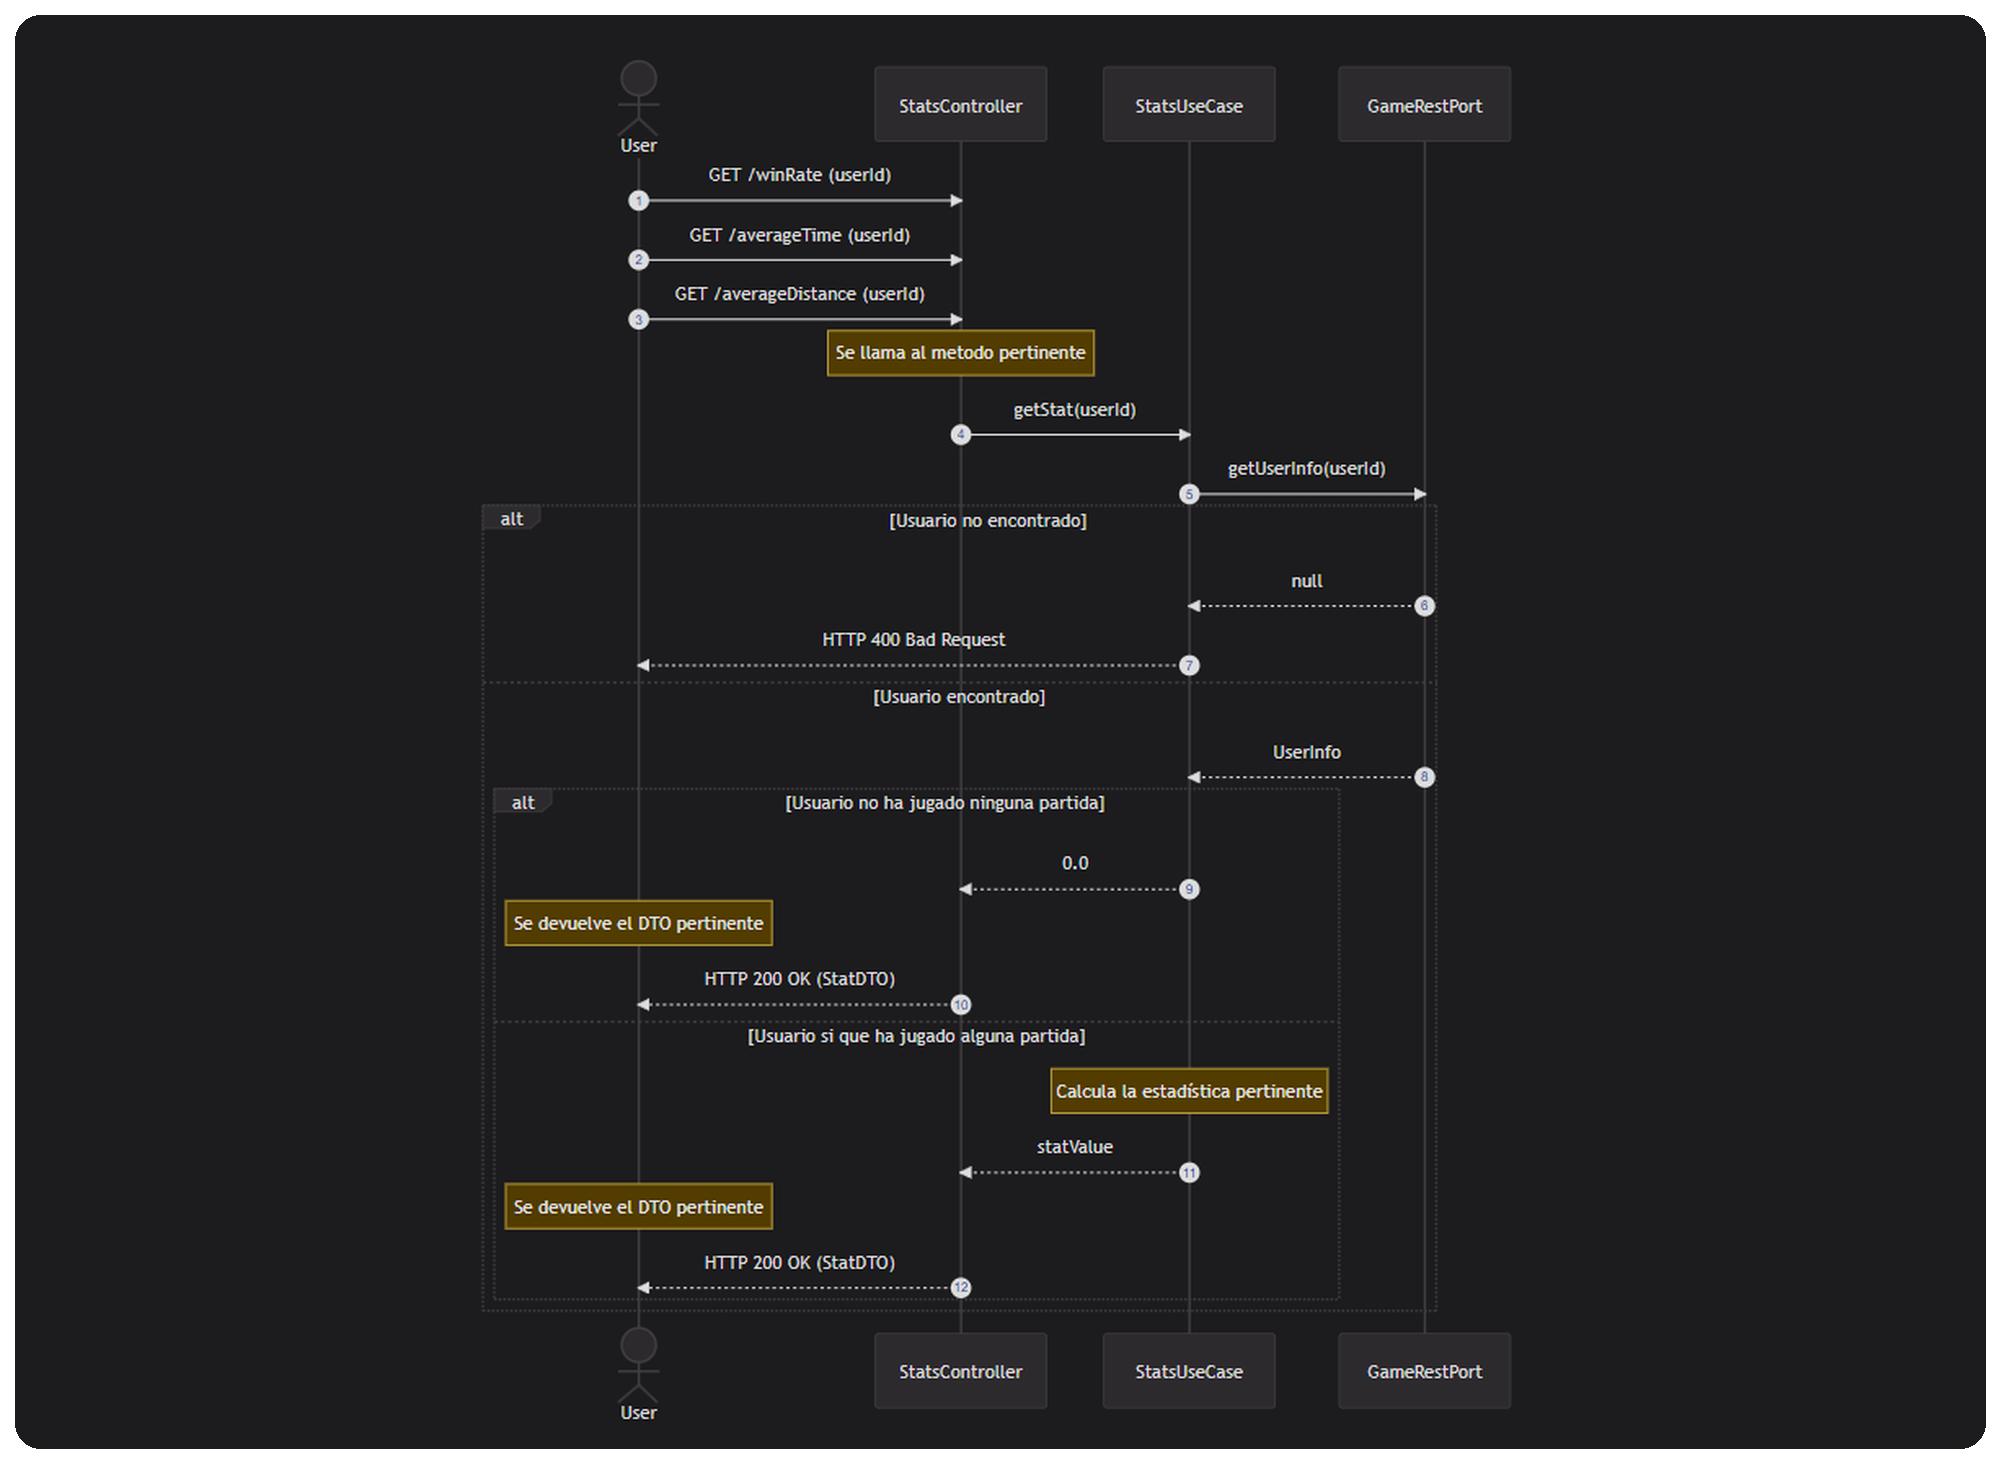 User
StatsController
StatsUseCase
GameRestPort
GET /winRate (userId)
1
GET /averageTime (userId)
2
GET /averageDistance (userId)
3
Se llama al metodo pertinente
getStat(userId)
4
getUserInfo(userId)
5
alt
[Usuario no encontrado]
null
6
HTTP 400 Bad Request
7
[Usuario encontrado]
UserInfo
8
alt
[Usuario no ha jugado ninguna partida]
0.0
9
Se devuelve el DTO pertinente
HTTP 200 OK (StatDTO)
10
[Usuario si que ha jugado alguna partida]
Calcula la estadística pertinente
statValue
11
Se devuelve el DTO pertinente
HTTP 200 OK (StatDTO)
12
User
StatsController
StatsUseCase
GameRestPort